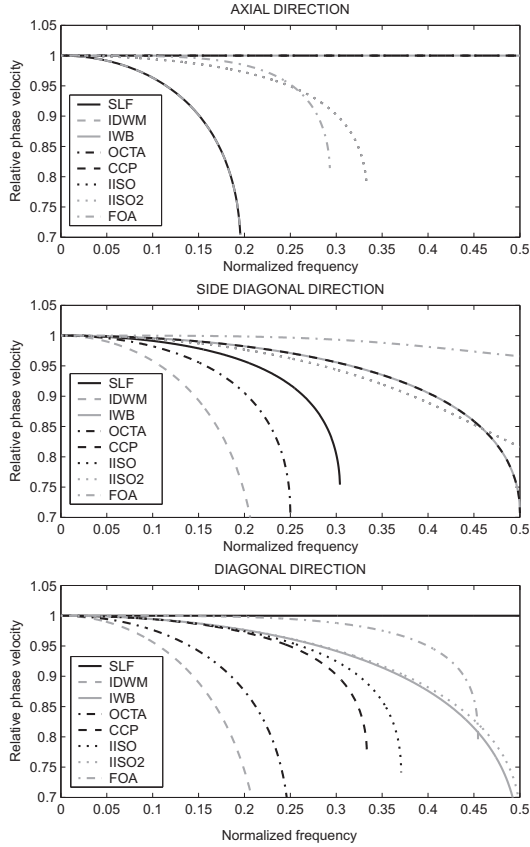 AXIAL DIRECTION
1.05
1
0.95
0.9
0.85
0.8
0.75
0.7
Relative phase velocity
SLF
IDWM
IWB
OCTA
CCP
IISO
IISO2
FOA
0 0.05 0.1 0.15 0.2 0.25 0.3 0.35 0.4 0.45 0.5
Normalized frequency
SIDE DIAGONAL DIRECTION
1.05
1
0.95
0.9
0.85
0.8
0.75
0.7
Relative phase velocity
SLF
IDWM
IWB
OCTA
CCP
IISO
IISO2
FOA
0 0.05 0.1 0.15 0.2 0.25 0.3 0.35 0.4 0.45 0.5
Normalized frequency
DIAGONAL DIRECTION
1.05
1
0.95
0.9
0.85
0.8
0.75
0.7
Relative phase velocity
SLF
IDWM
IWB
OCTA
CCP
IISO
IISO2
FOA
0 0.05 0.1 0.15 0.2 0.25 0.3 0.35 0.4 0.45 0.5
Normalized frequency